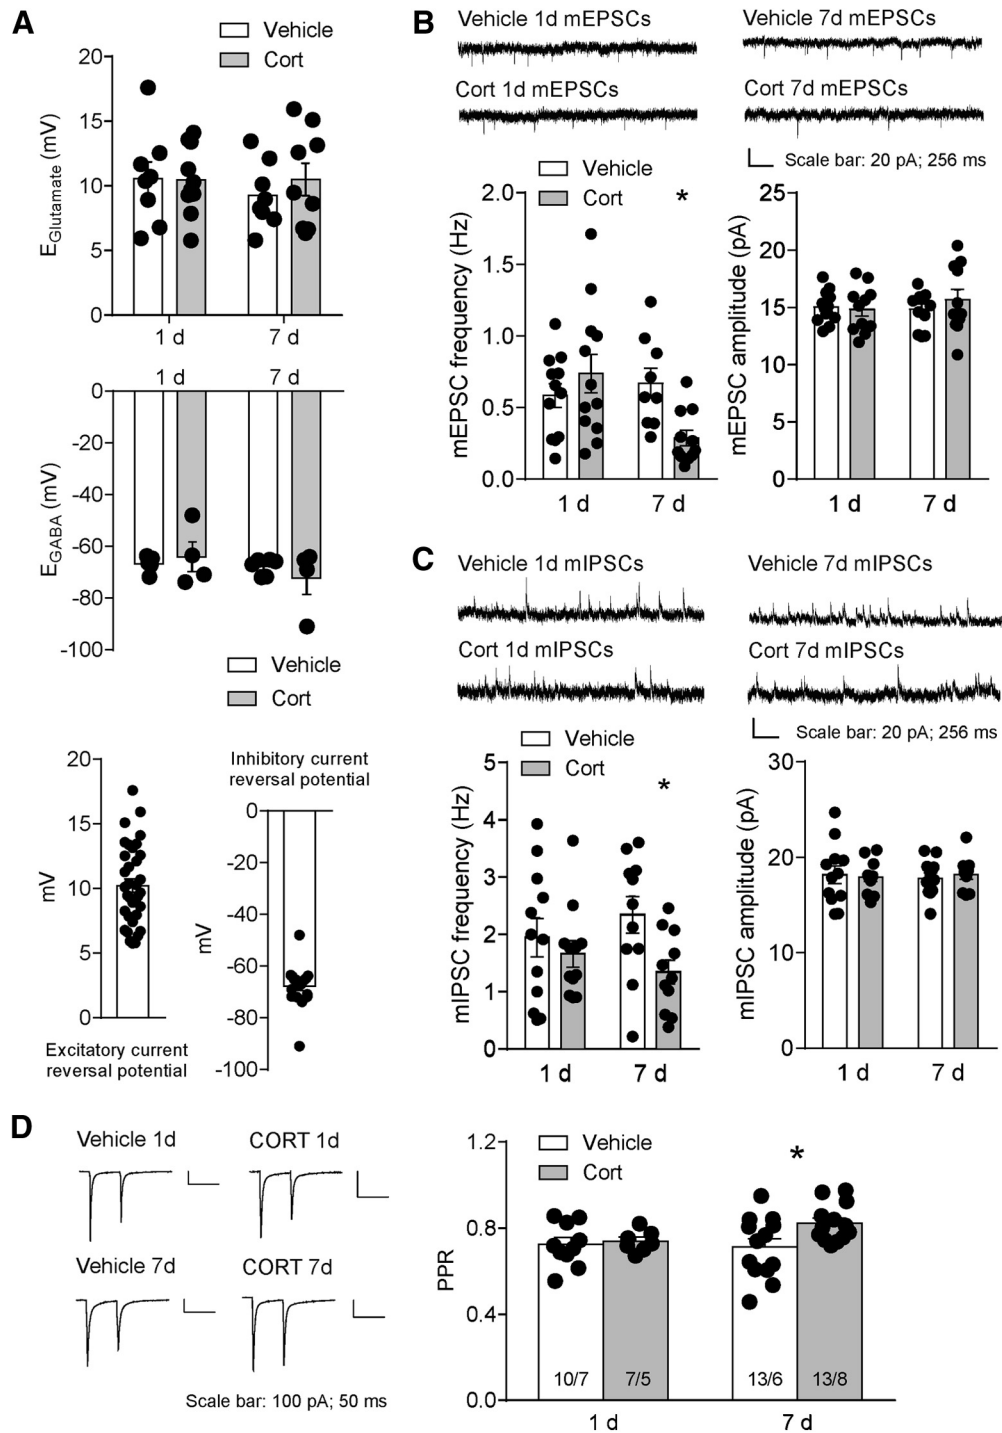 A
Vehicle
Cort
20
15
10
5
0
E_Glutamate (mV)
1 d
7 d
1 d
7 d
0
-20
-40
-60
-80
-100
E_GABA (mV)
Vehicle
Cort
20
15
10
5
0
mV
Excitatory current
reversal potential
Inhibitory current
reversal potential
0
-20
-40
-60
-80
-100
mV
B
Vehicle 1d mEPSCs
Vehicle 7d mEPSCs
Cort 1d mEPSCs
Cort 7d mEPSCs
Scale bar: 20 pA; 256 ms
Vehicle
Cort
*
2.0
1.5
1.0
0.5
0.0
mEPSC frequency (Hz)
1 d
7 d
25
20
15
10
5
0
mEPSC amplitude (pA)
1 d
7 d
C
Vehicle 1d mIPSCs
Vehicle 7d mIPSCs
Cort 1d mIPSCs
Cort 7d mIPSCs
Scale bar: 20 pA; 256 ms
Vehicle
Cort
*
5
4
3
2
1
0
mIPSC frequency (Hz)
1 d
7 d
30
20
10
0
mIPSC amplitude (pA)
1 d
7 d
D
Vehicle 1d
CORT 1d
Vehicle 7d
CORT 7d
Scale bar: 100 pA; 50 ms
Vehicle
Cort
*
1.2
0.8
0.4
0.0
PPR
10/7
7/5
13/6
13/8
1 d
7 d